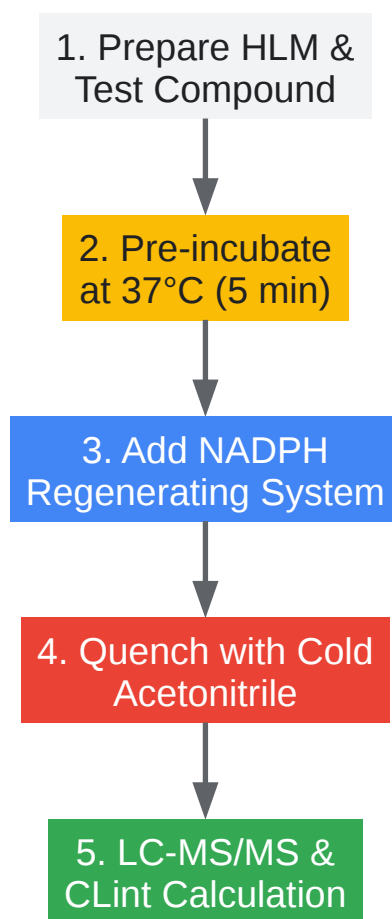 1. Prepare HLM &
Test Compound
2. Pre-incubate
at 37°C (5 min)
3. Add NADPH
Regenerating System
4. Quench with Cold
Acetonitrile
5. LC-MS/MS &
CLint Calculation